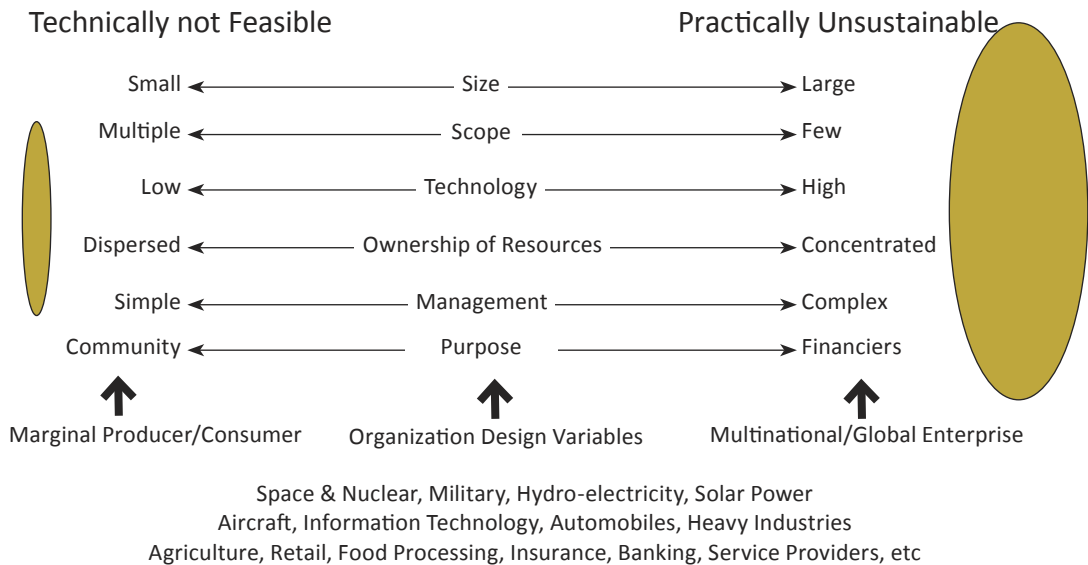 Technically not Feasible Practically Unsustainable
Small Size Large
Multiple Scope Few
Low Technology High
Dispersed Ownership of Resources Concentrated
Simple Management Complex
Community Purpose Financiers
Marginal Producer/Consumer Organization Design Variables Multinational/Global Enterprise
Space & Nuclear, Military, Hydro-electricity, Solar Power
Aircraft, Information Technology, Automobiles, Heavy Industries
Agriculture, Retail, Food Processing, Insurance, Banking, Service Providers, etc